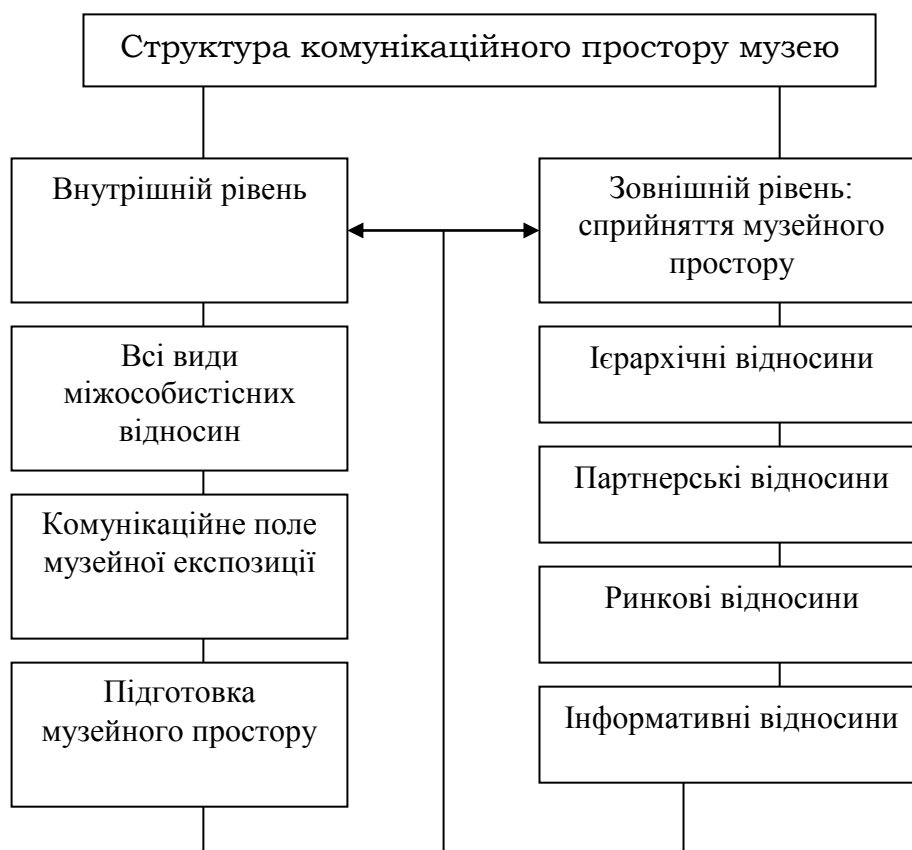 Структура комунікаційного простору музею
Внутрішній рівень
Зовнішній рівень:
сприйняття музейного
простору
Всі види
міжособистісних
відносин
Комунікаційне поле
музейної експозиції
Підготовка
музейного простору
Ієрархічні відносини
Партнерські відносини
Ринкові відносини
Інформативні відносини